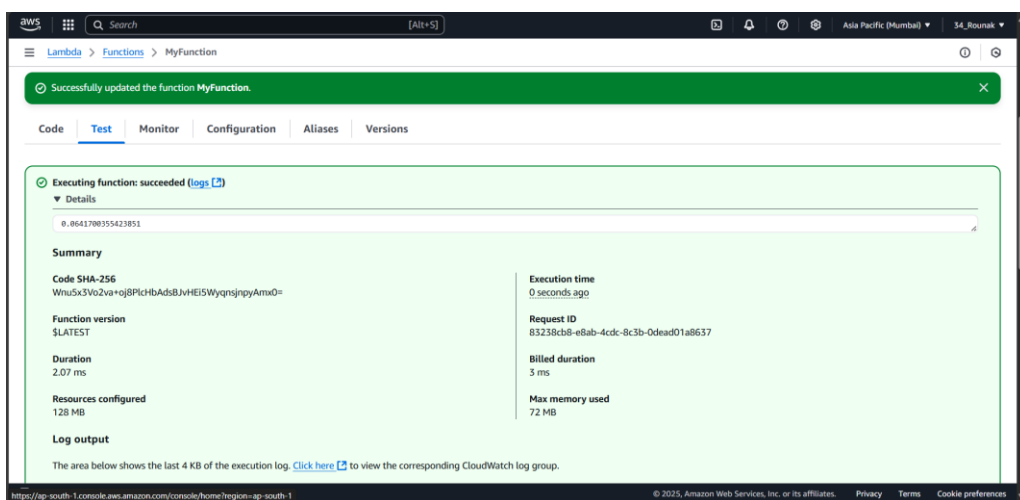 aws Search [Alt+S] Asia Pacific (Mumbai) ▼ 34_Rounak ▼
Lambda > Functions > MyFunction
Successfully updated the function MyFunction.
Code Test Monitor Configuration Aliases Versions
Executing function: succeeded (logs)
▼ Details
0.0641700355423851
Summary
Code SHA-256
Wnu5x3Vo2va+oj8PlcHbAdsBJvHEi5WyqnsjnpyAmx0=
Execution time
0 seconds ago
Function version
$LATEST
Request ID
83238cb8-e8ab-4cdc-8c3b-0dead01a8637
Duration
2.07 ms
Billed duration
3 ms
Resources configured
128 MB
Max memory used
72 MB
Log output
The area below shows the last 4 KB of the execution log. Click here to view the corresponding CloudWatch log group.
https://ap-south-1.console.aws.amazon.com/console/home?region=ap-south-1 © 2025, Amazon Web Services, Inc. or its affiliates. Privacy Terms Cookie preferences